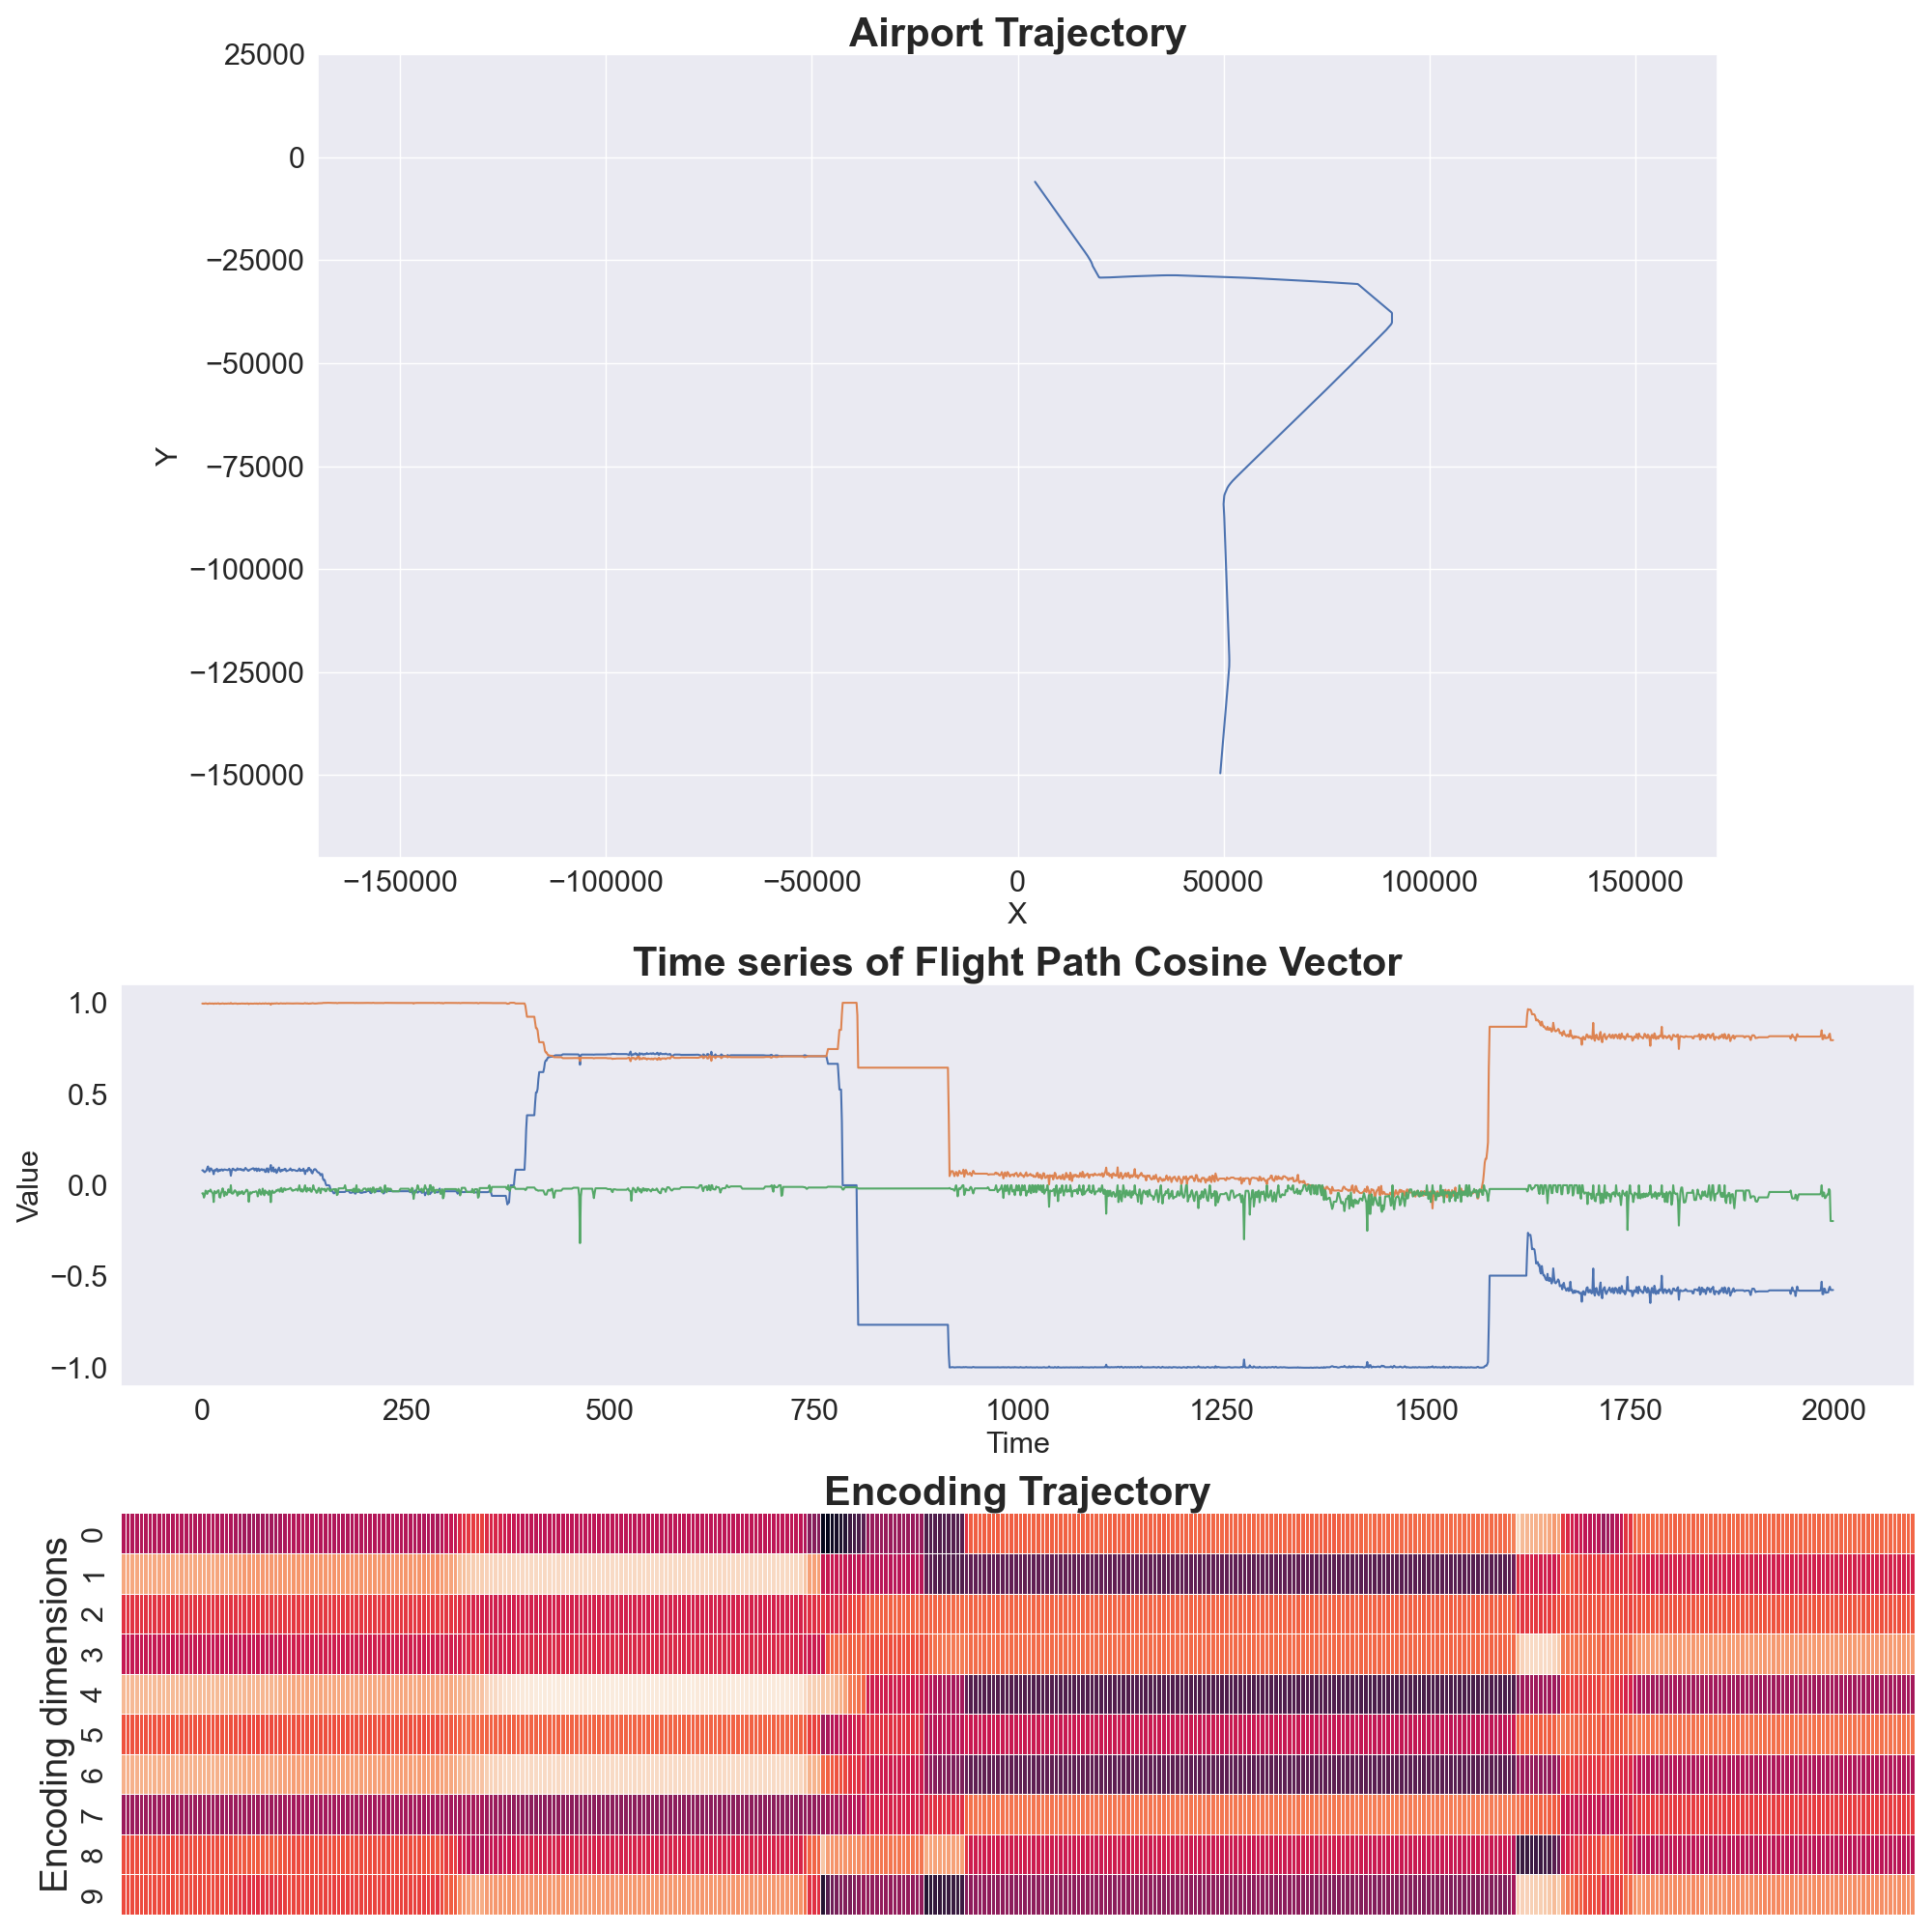 Airport Trajectory
25000
0
−25000
−50000
−75000
−100000
−125000
−150000
Y
−150000 −100000 −50000 0 50000 100000 150000
X
Time series of Flight Path Cosine Vector
1.0
0.5
0.0
−0.5
−1.0
Value
0 250 500 750 1000 1250 1500 1750 2000
Time
Encoding Trajectory
Encoding dimensions
0
1
2
3
4
5
6
7
8
9